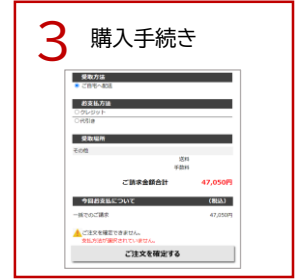 3 購入手続き
受取方法
ご自宅へ配送
お支払方法
クレジット
代引き
受取場所
その他
送料
手数料
ご請求金額合計 47,050円
今回お支払いについて (税込)
一括でのご請求 47,050円
ご注文を確定できません。
支払方法が選択されていません。
ご注文を確定する